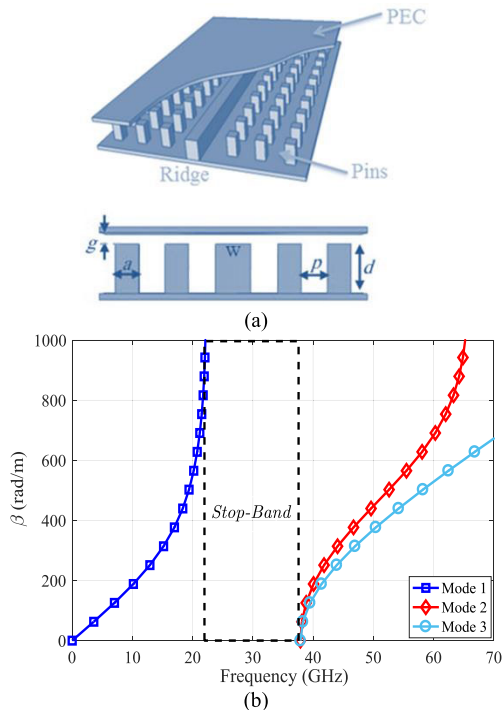 PEC
Ridge
Pins
g
a
W
p
d
(a)
1000
800
600
400
200
0
β (rad/m)
Stop-Band
Mode 1
Mode 2
Mode 3
0 10 20 30 40 50 60 70
Frequency (GHz)
(b)